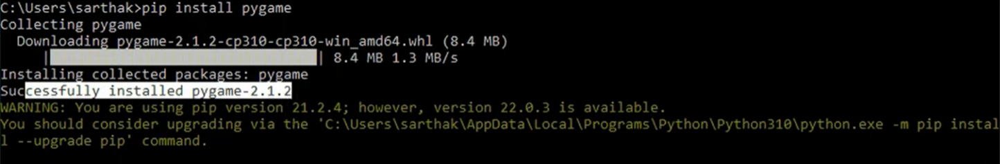 C:\Users\sarthak>pip install pygame
Collecting pygame
  Downloading pygame-2.1.2-cp310-cp310-win_amd64.whl (8.4 MB)
     |████████████████████████████████| 8.4 MB 1.3 MB/s
Installing collected packages: pygame
Successfully installed pygame-2.1.2
WARNING: You are using pip version 21.2.4; however, version 22.0.3 is available.
You should consider upgrading via the 'C:\Users\sarthak\AppData\Local\Programs\Python\Python310\python.exe -m pip instal
l --upgrade pip' command.